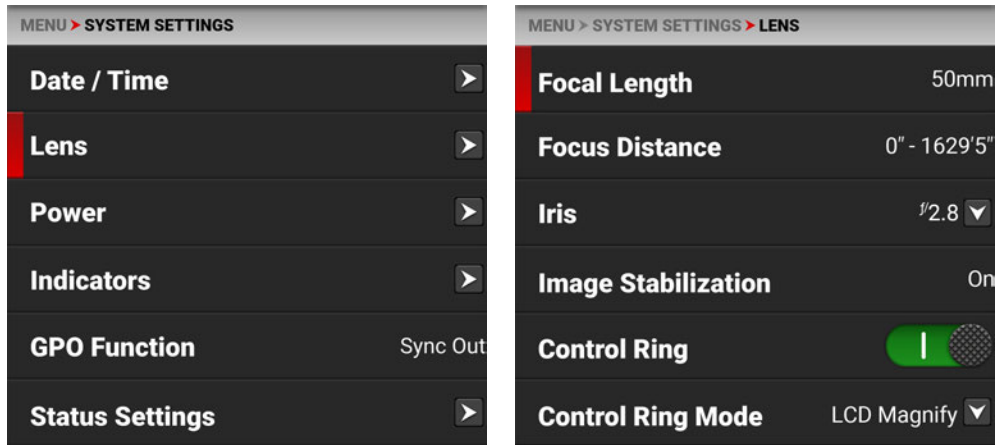 MENU > SYSTEM SETTINGS
Date / Time
Lens
Power
Indicators
GPO Function Sync Out
Status Settings
MENU > SYSTEM SETTINGS > LENS
Focal Length 50mm
Focus Distance 0" - 1629'5"
Iris f/2.8
Image Stabilization On
Control Ring
Control Ring Mode LCD Magnify